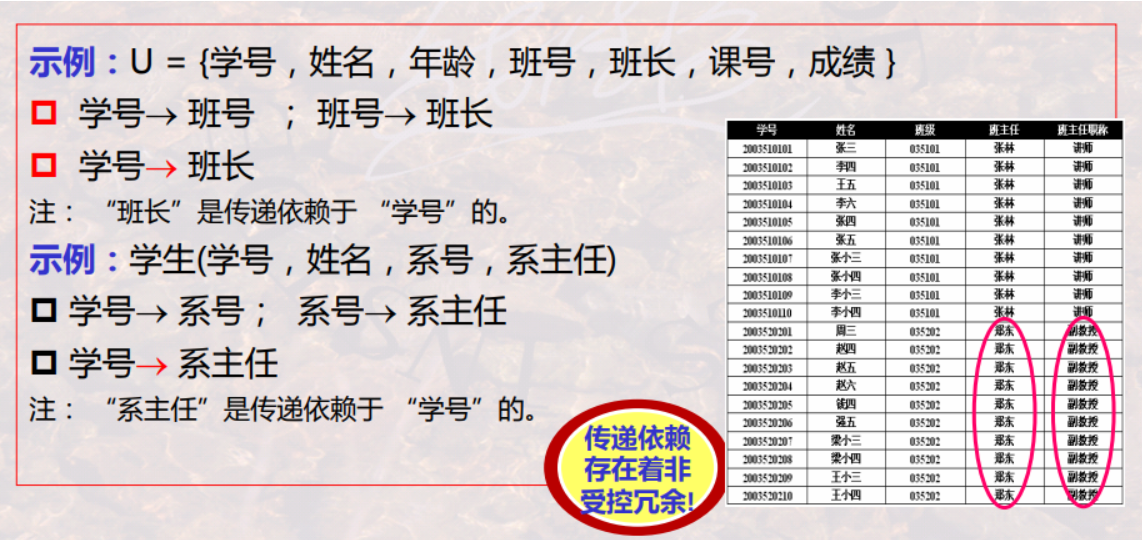 示例：U = {学号，姓名，年龄，班号，班长，课号，成绩 }
学号→ 班号 ； 班号→ 班长
学号→ 班长
注： “班长”是传递依赖于 “学号”的。
示例：学生(学号，姓名，系号，系主任)
学号→ 系号； 系号→ 系主任
学号→ 系主任
注： “系主任”是传递依赖于 “学号”的。
传递依赖
存在着非
受控冗余!
学号 姓名 班级 班主任 班主任职称
2003510101 张三 035101 张林 讲师
2003510102 李四 035101 张林 讲师
2003510103 王五 035101 张林 讲师
2003510104 李六 035101 张林 讲师
2003510105 张四 035101 张林 讲师
2003510106 张五 035101 张林 讲师
2003510107 张小三 035101 张林 讲师
2003510108 张小四 035101 张林 讲师
2003510109 李小三 035101 张林 讲师
2003510110 李小四 035101 张林 讲师
2003520201 周三 035202 郑东 副教授
2003520202 赵四 035202 郑东 副教授
2003520203 赵五 035202 郑东 副教授
2003520204 赵六 035202 郑东 副教授
2003520205 钱四 035202 郑东 副教授
2003520206 强五 035202 郑东 副教授
2003520207 梁小三 035202 郑东 副教授
2003520208 梁小四 035202 郑东 副教授
2003520209 王小三 035202 郑东 副教授
2003520210 王小四 035202 郑东 副教授